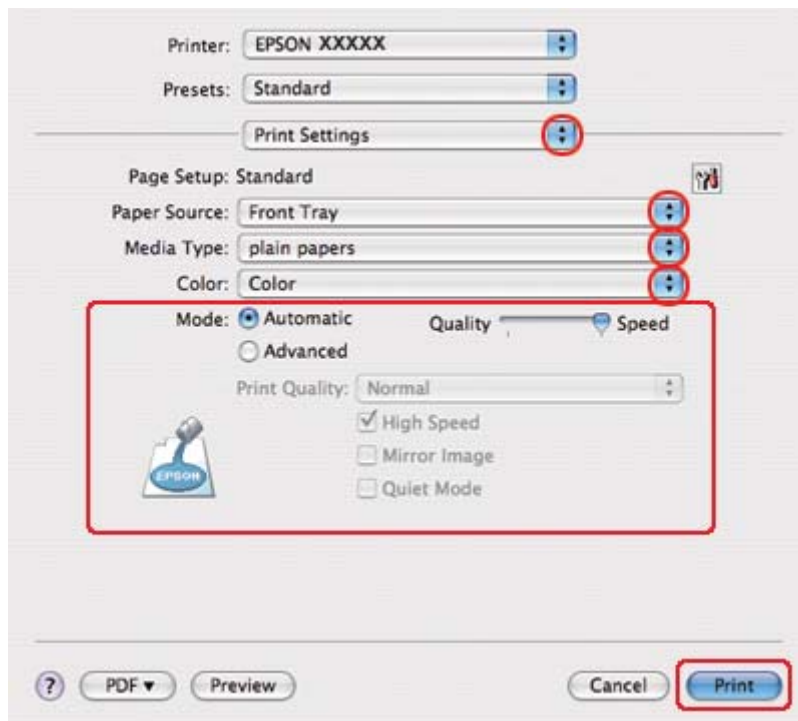 Printer: EPSON XXXXX
Presets: Standard
Print Settings
Page Setup: Standard
Paper Source: Front Tray
Media Type: plain papers
Color: Color
Mode: Automatic Quality Speed
Advanced
Print Quality: Normal
High Speed
Mirror Image
EPSON
Quiet Mode
? PDF Preview Cancel Print